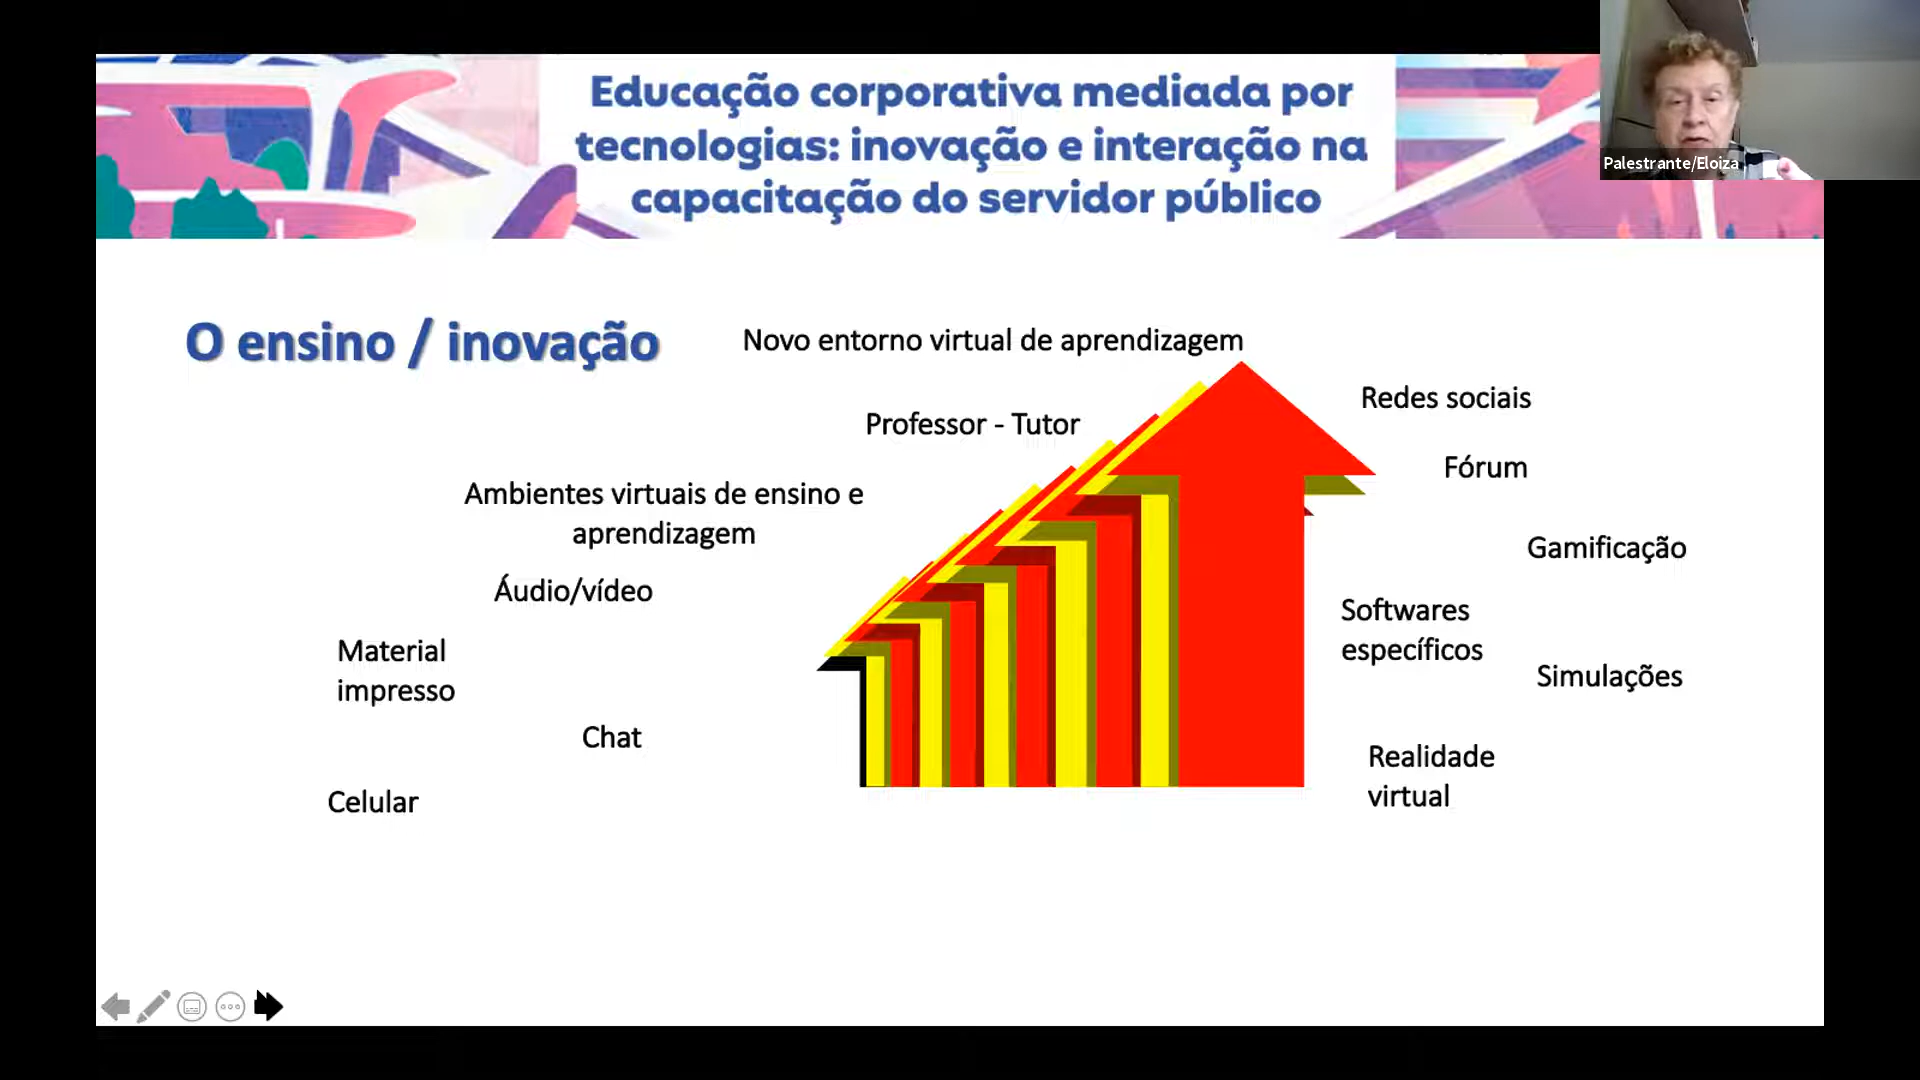 Educação corporativa mediada por
tecnologias: inovação e interação na
capacitação do servidor público
Palestrante/Eloiza
O ensino / inovação
Novo entorno virtual de aprendizagem
Redes sociais
Professor - Tutor
Fórum
Ambientes virtuais de ensino e
aprendizagem
Gamificação
Áudio/vídeo
Softwares
específicos
Material
impresso
Simulações
Chat
Realidade
virtual
Celular